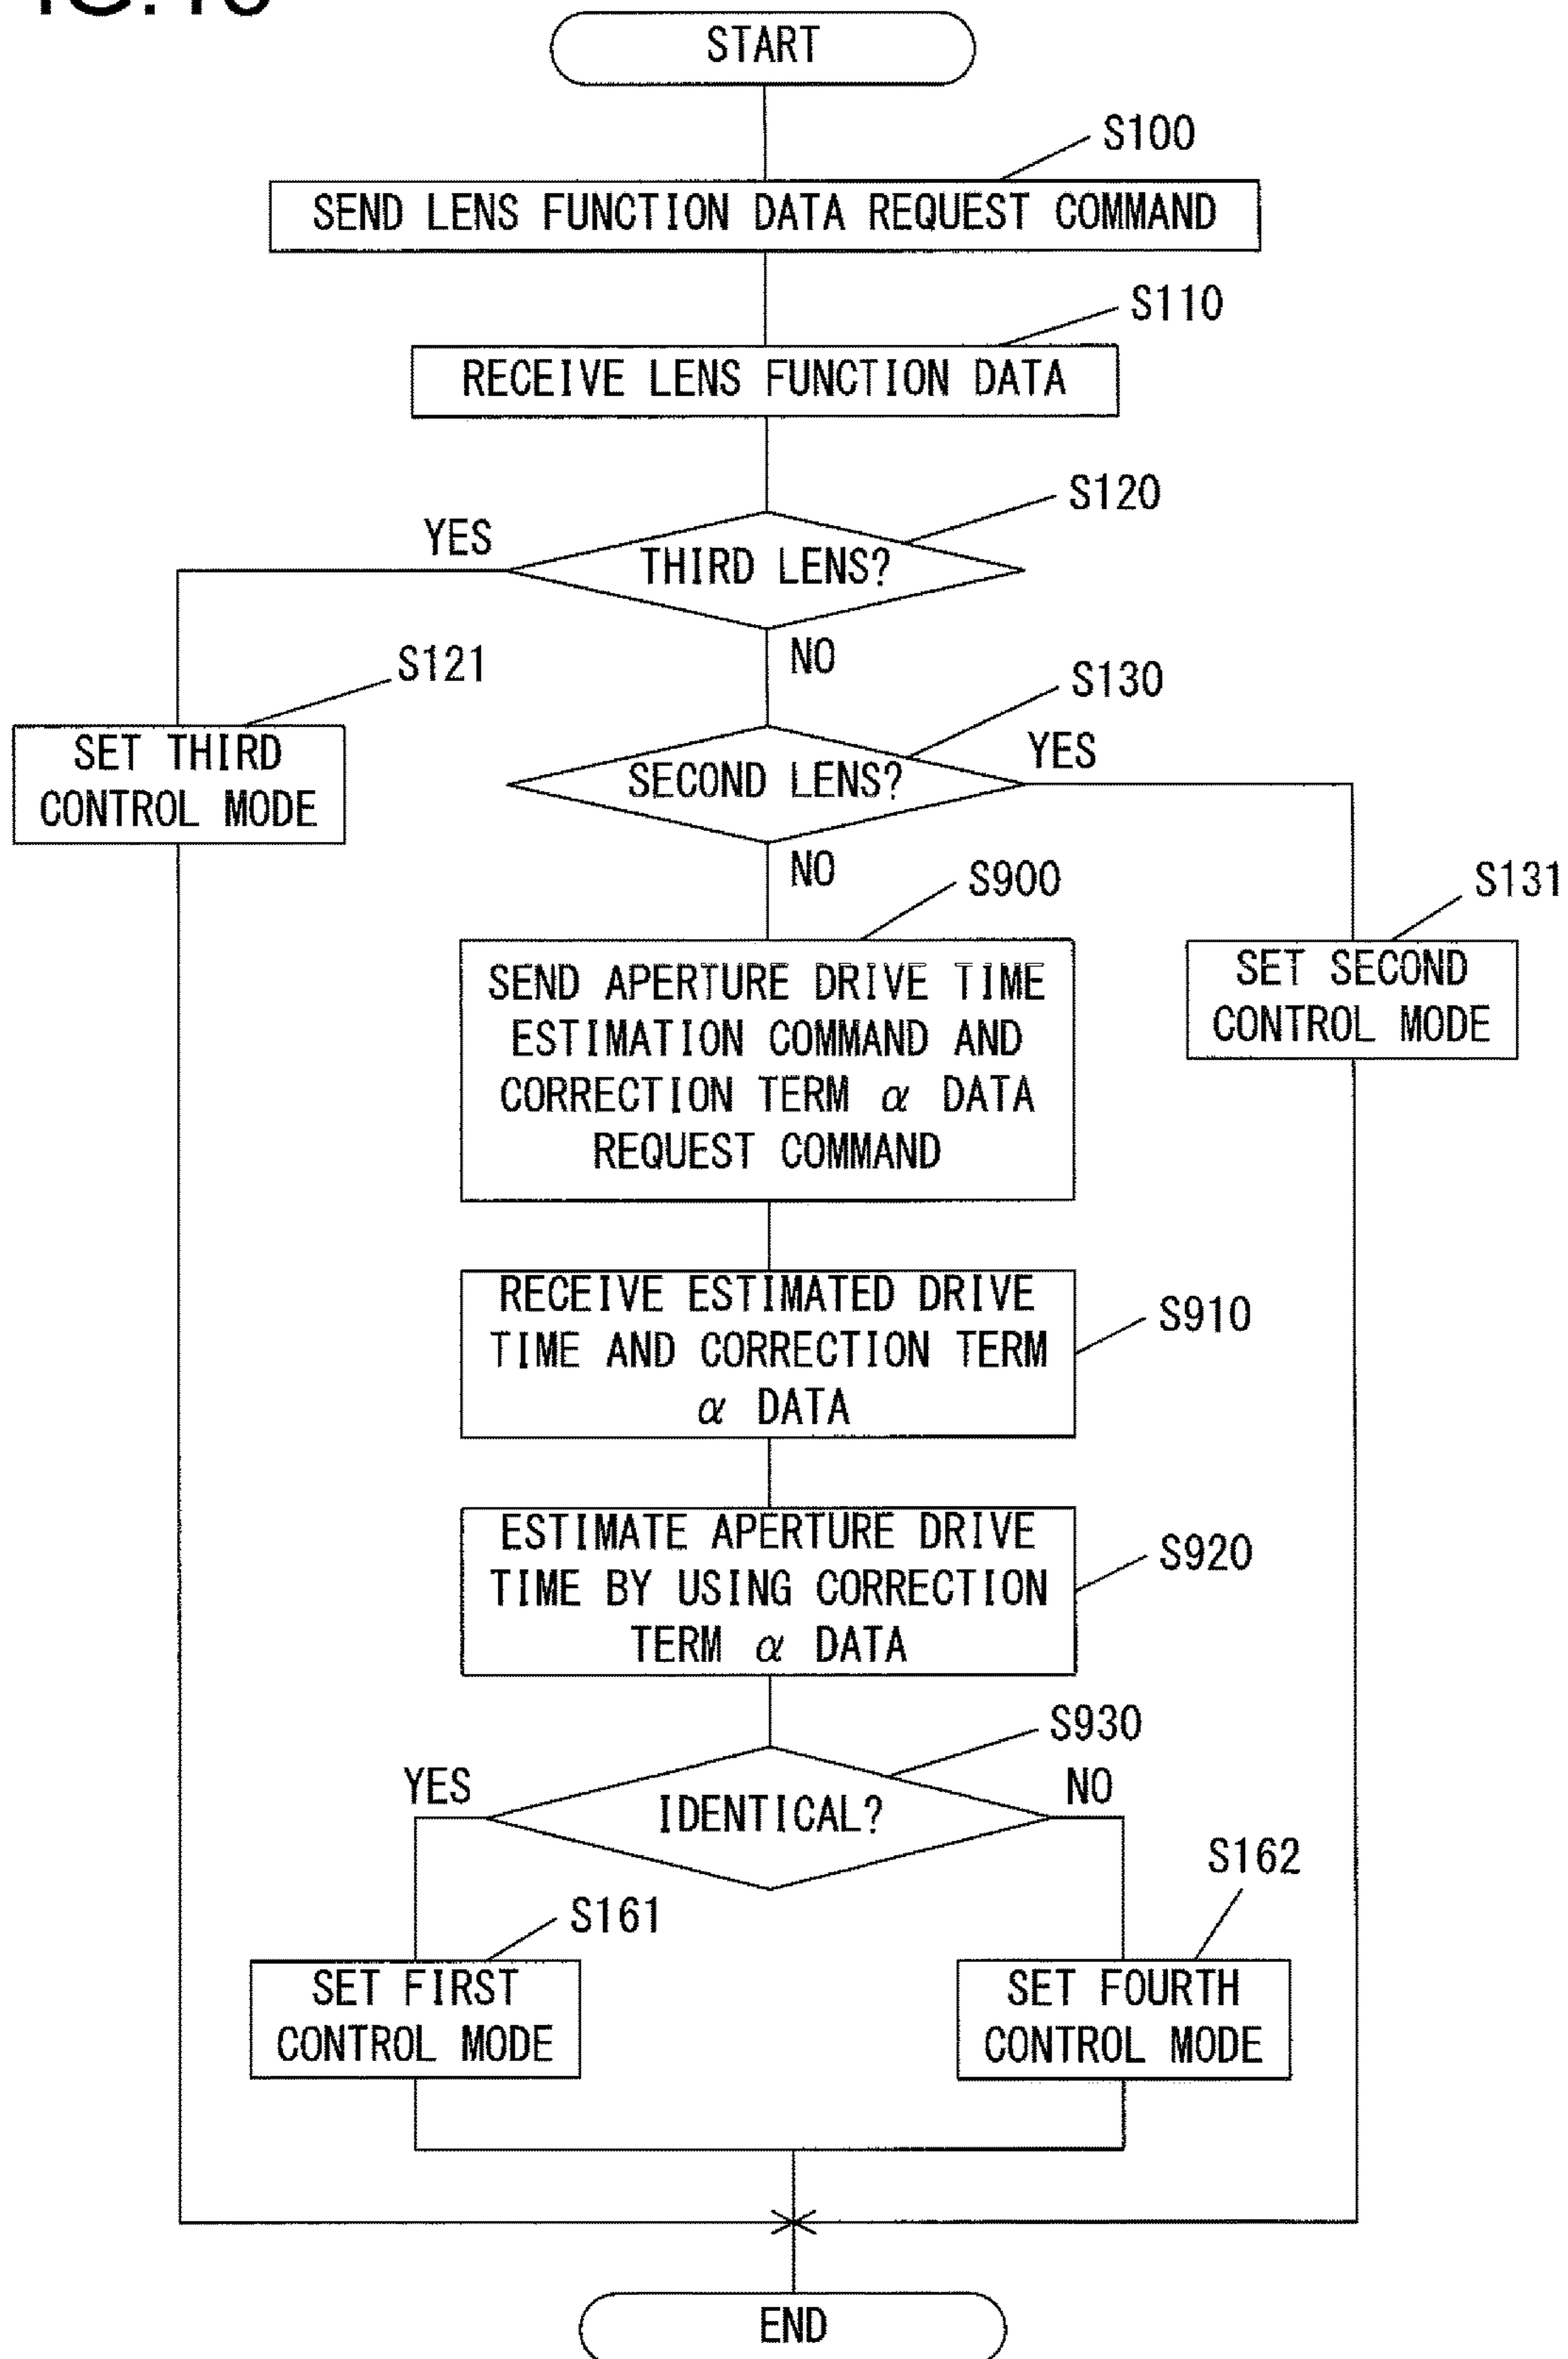 START
S100
SEND LENS FUNCTION DATA REQUEST COMMAND
S110
RECEIVE LENS FUNCTION DATA
S120
YES
THIRD LENS?
NO
S121
SET THIRD
CONTROL MODE
S130
YES
SECOND LENS?
NO
S131
SET SECOND
CONTROL MODE
S900
SEND APERTURE DRIVE TIME
ESTIMATION COMMAND AND
CORRECTION TERM α DATA
REQUEST COMMAND
RECEIVE ESTIMATED DRIVE
TIME AND CORRECTION TERM
α DATA
S910
ESTIMATE APERTURE DRIVE
TIME BY USING CORRECTION
TERM α DATA
S920
S930
YES
IDENTICAL?
NO
S161
SET FIRST
CONTROL MODE
S162
SET FOURTH
CONTROL MODE
END